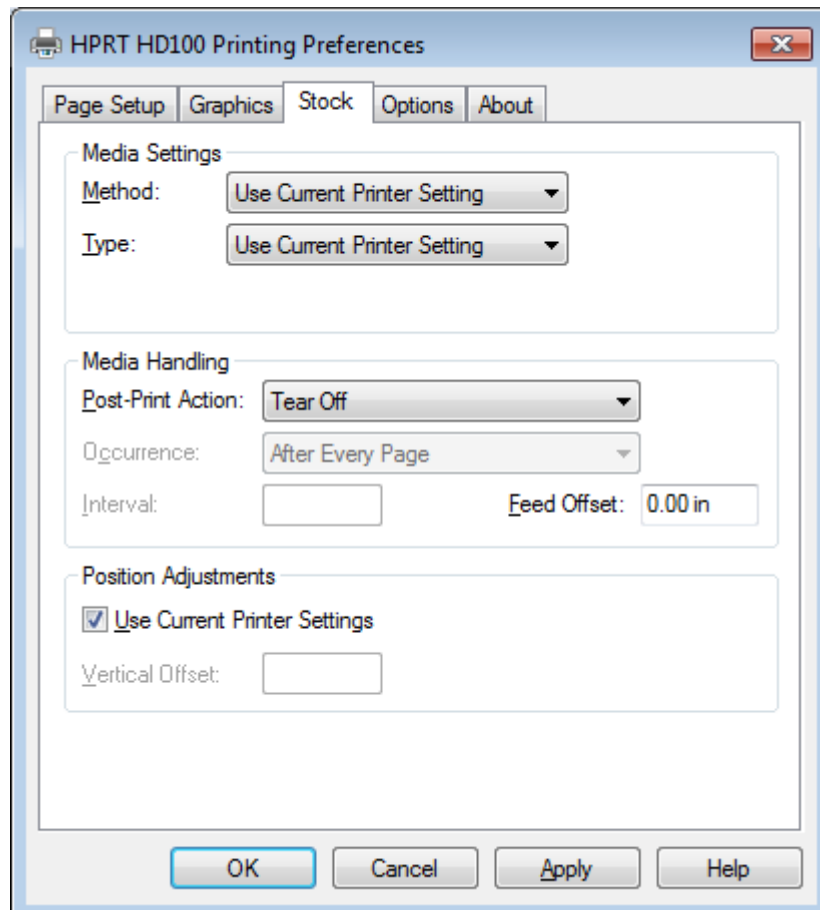 HPRT HD100 Printing Preferences
Page Setup Graphics Stock Options About
Media Settings
Method: Use Current Printer Setting
Type: Use Current Printer Setting
Media Handling
Post-Print Action: Tear Off
Occurrence: After Every Page
Interval: Feed Offset: 0.00 in
Position Adjustments
Use Current Printer Settings
Vertical Offset:
OK Cancel Apply Help